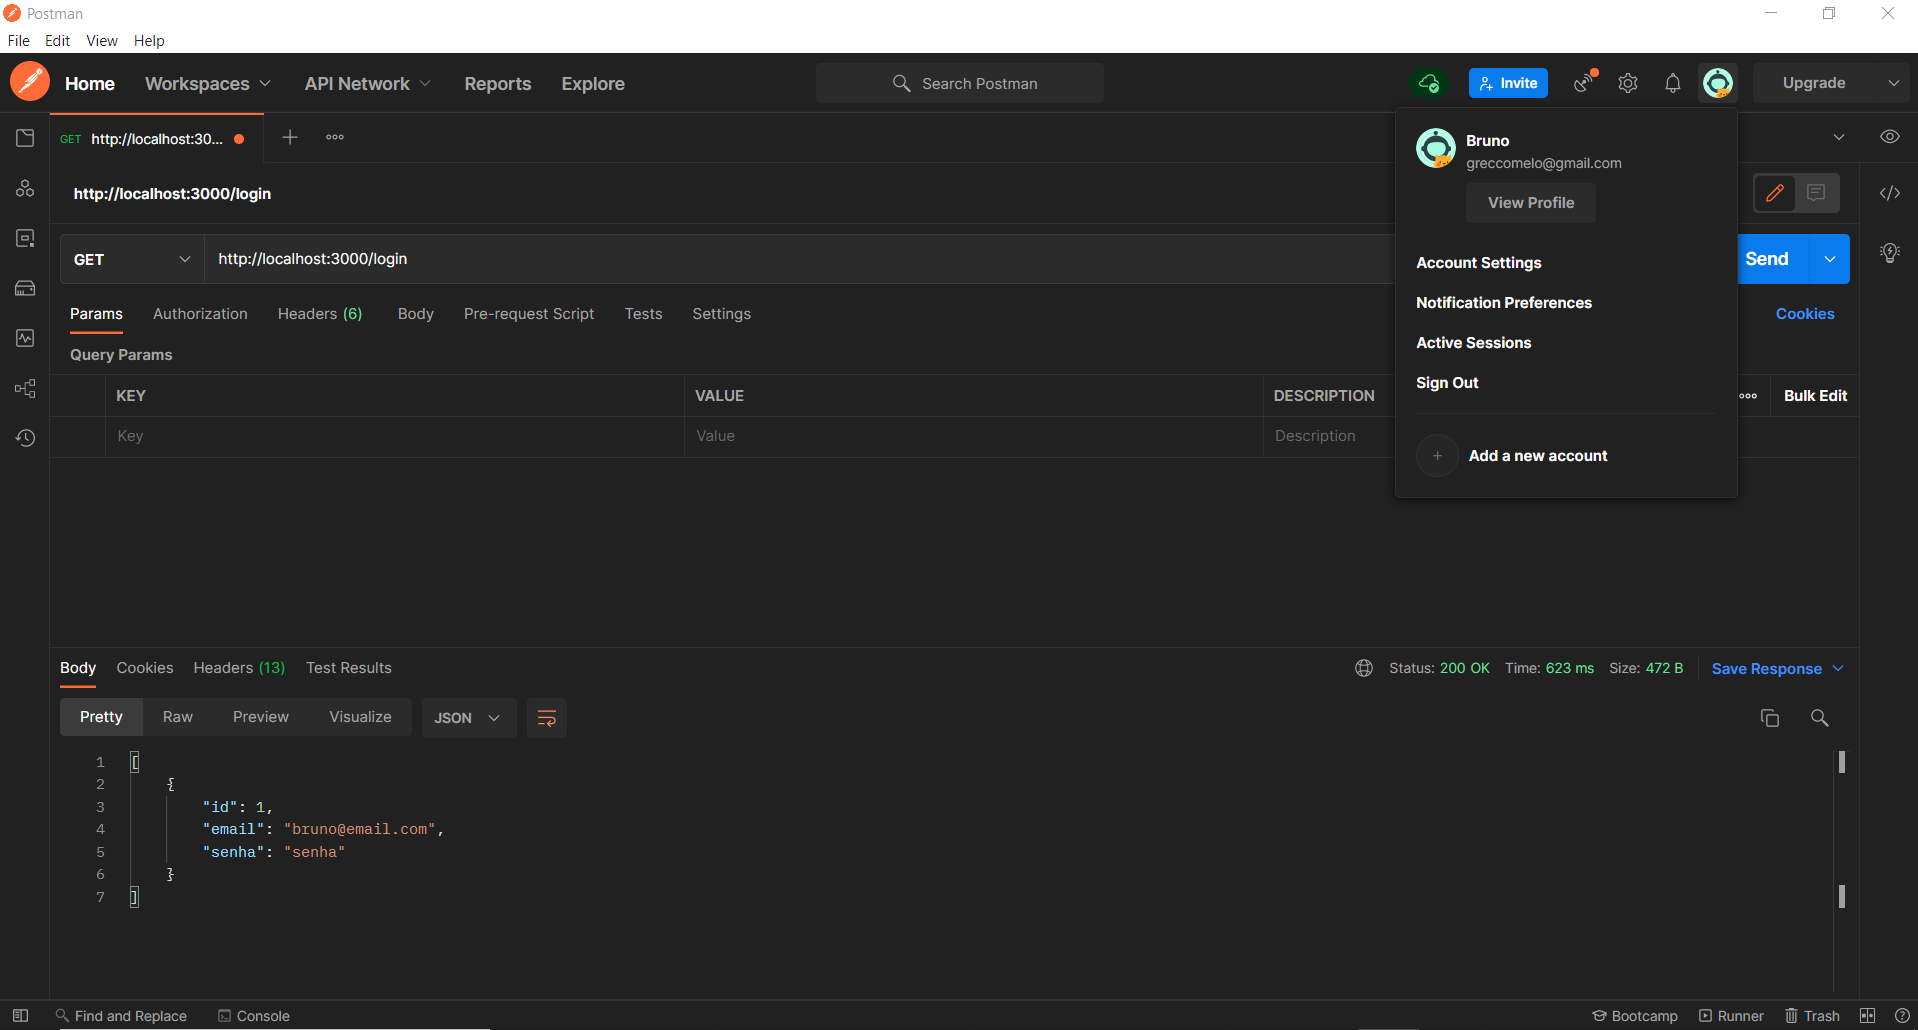 Postman
File Edit View Help
Home Workspaces API Network Reports Explore Search Postman Invite Upgrade
GET http://localhost:30...
Bruno
greccomelo@gmail.com
View Profile
http://localhost:3000/login
GET http://localhost:3000/login Send
Account Settings
Notification Preferences
Active Sessions
Sign Out
Add a new account
Params Authorization Headers (6) Body Pre-request Script Tests Settings Cookies
Query Params
KEY VALUE DESCRIPTION Bulk Edit
Key Value Description
Body Cookies Headers (13) Test Results Status: 200 OK Time: 623 ms Size: 472 B Save Response
Pretty Raw Preview Visualize JSON
1 [
2 {
3 "id": 1,
4 "email": "bruno@email.com",
5 "senha": "senha"
6 }
7 ]
Find and Replace Console Bootcamp Runner Trash